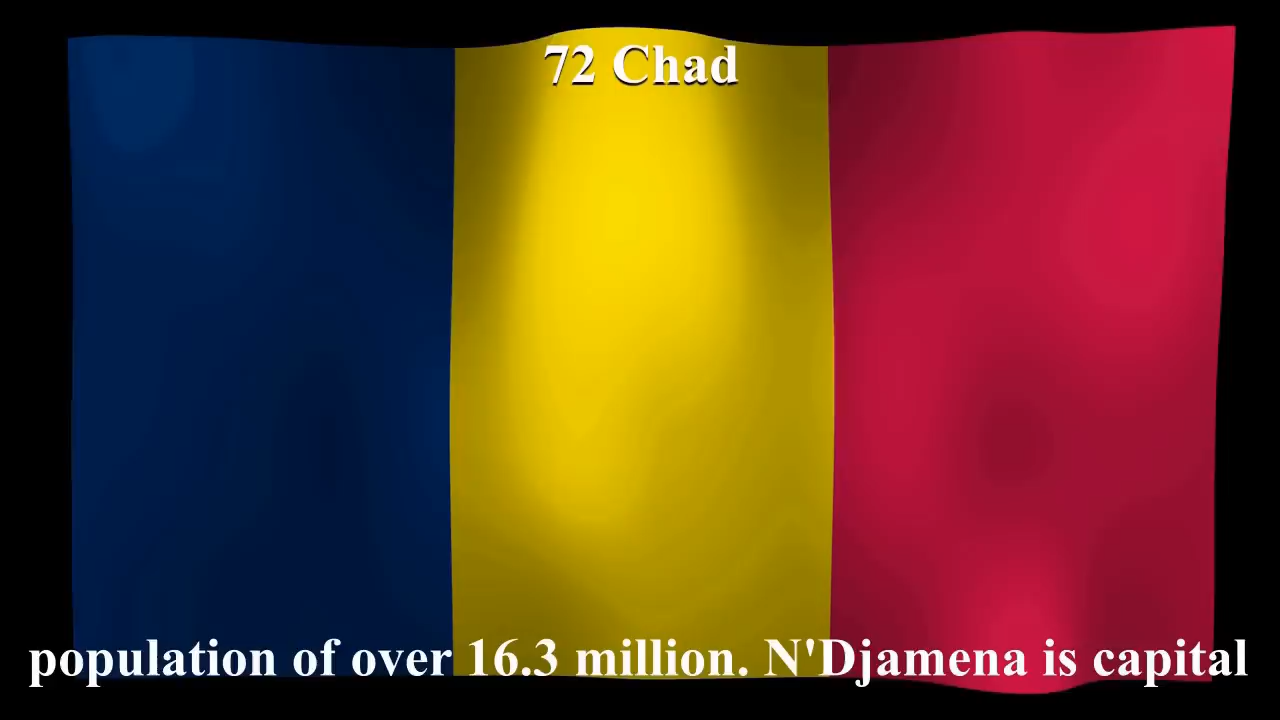 72 Chad
population of over 16.3 million. N'Djamena is capital